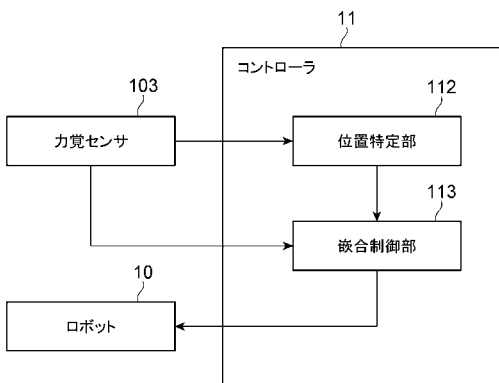 11
コントローラ
103
力覚センサ
112
位置特定部
113
嵌合制御部
10
ロボット